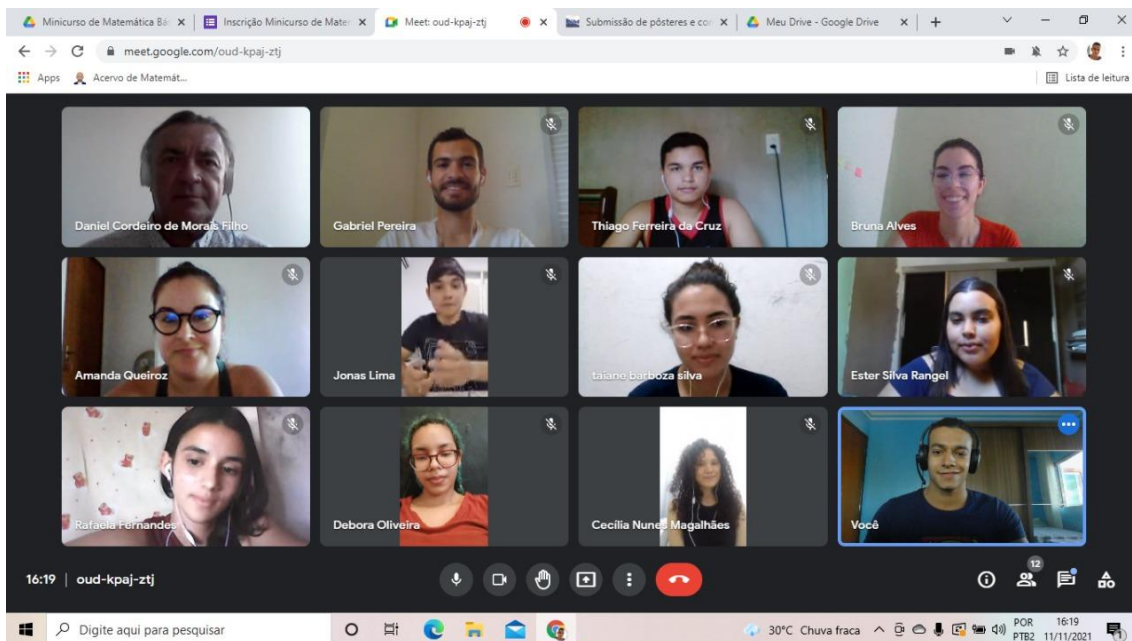 Minicurso de Matemática Bá
Inscrição Minicurso de Mate
Meet: oud-kpaj-ztj
Submissão de pôsteres e co
Meu Drive - Google Drive
meet.google.com/oud-kpaj-ztj
Apps
Acervo de Matemát...
Lista de leitura
Daniel Cordeiro de Morais Filho
Gabriel Pereira
Thiago Ferreira da Cruz
Bruna Alves
Amanda Queiroz
Jonas Lima
taiane barboza silva
Ester Silva Rangel
Rafaela Fernandes
Debora Oliveira
Cecília Nunes Magalhães
Você
16:19 | oud-kpaj-ztj
12
Digite aqui para pesquisar
30°C Chuva fraca
POR
PTB2
16:19
11/11/2021